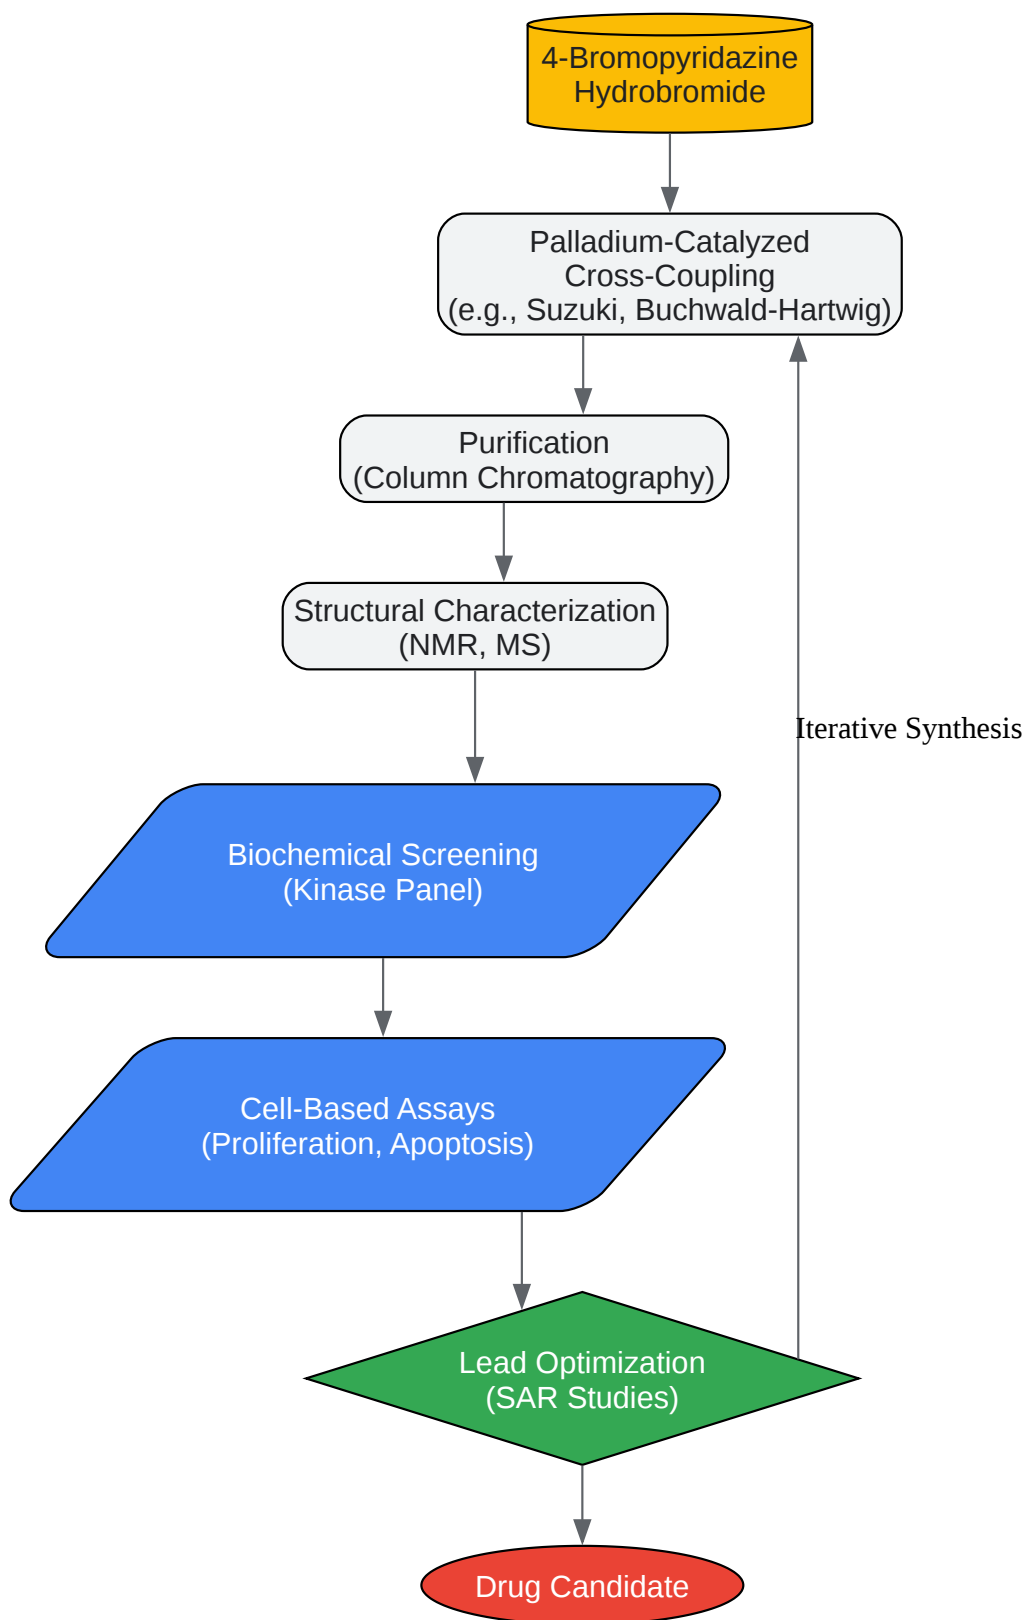 4-Bromopyridazine
Hydrobromide
Palladium-Catalyzed
Cross-Coupling
(e.g., Suzuki, Buchwald-Hartwig)
Purification
(Column Chromatography)
Structural Characterization
(NMR, MS)
Iterative Synthesis
Biochemical Screening
(Kinase Panel)
Cell-Based Assays
(Proliferation, Apoptosis)
Lead Optimization
(SAR Studies)
Drug Candidate